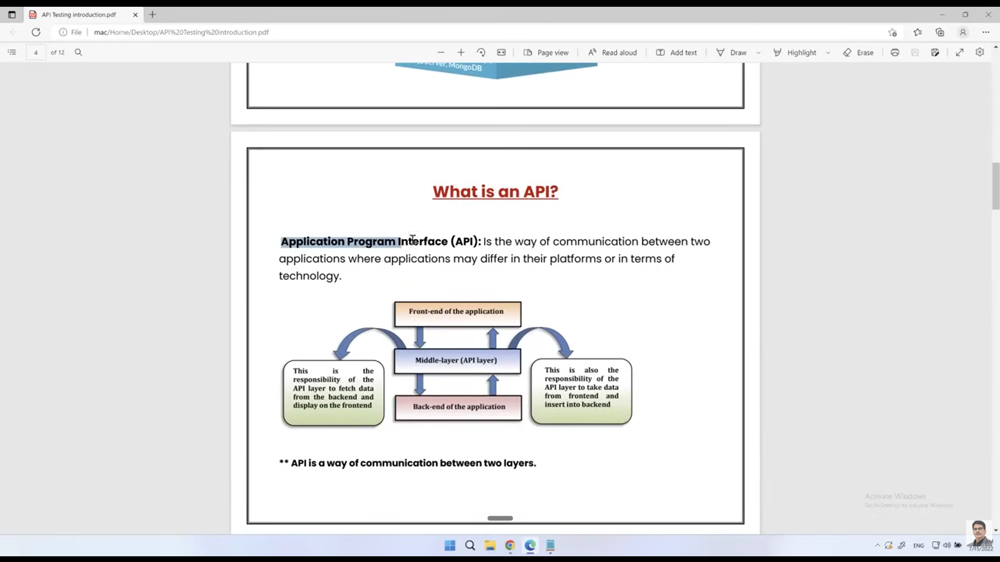 API Testing introduction.pdf
File
mac/Home/Desktop/API%20Testing%20introduction.pdf
4 of 12
Page view
Read aloud
Add text
Draw
Highlight
Erase
MongoDB
What is an API?
Application Program Interface (API): Is the way of communication between two
applications where applications may differ in their platforms or in terms of
technology.
Front-end of the application
Middle-layer (API layer)
Back-end of the application
This is the
responsibility of the
API layer to fetch data
from the backend and
display on the frontend
This is also the
responsibility of the
API layer to take data
from frontend and
insert into backend
** API is a way of communication between two layers.
Activate Windows
Go to Settings to activate Windows.
ENG
7/15/2022